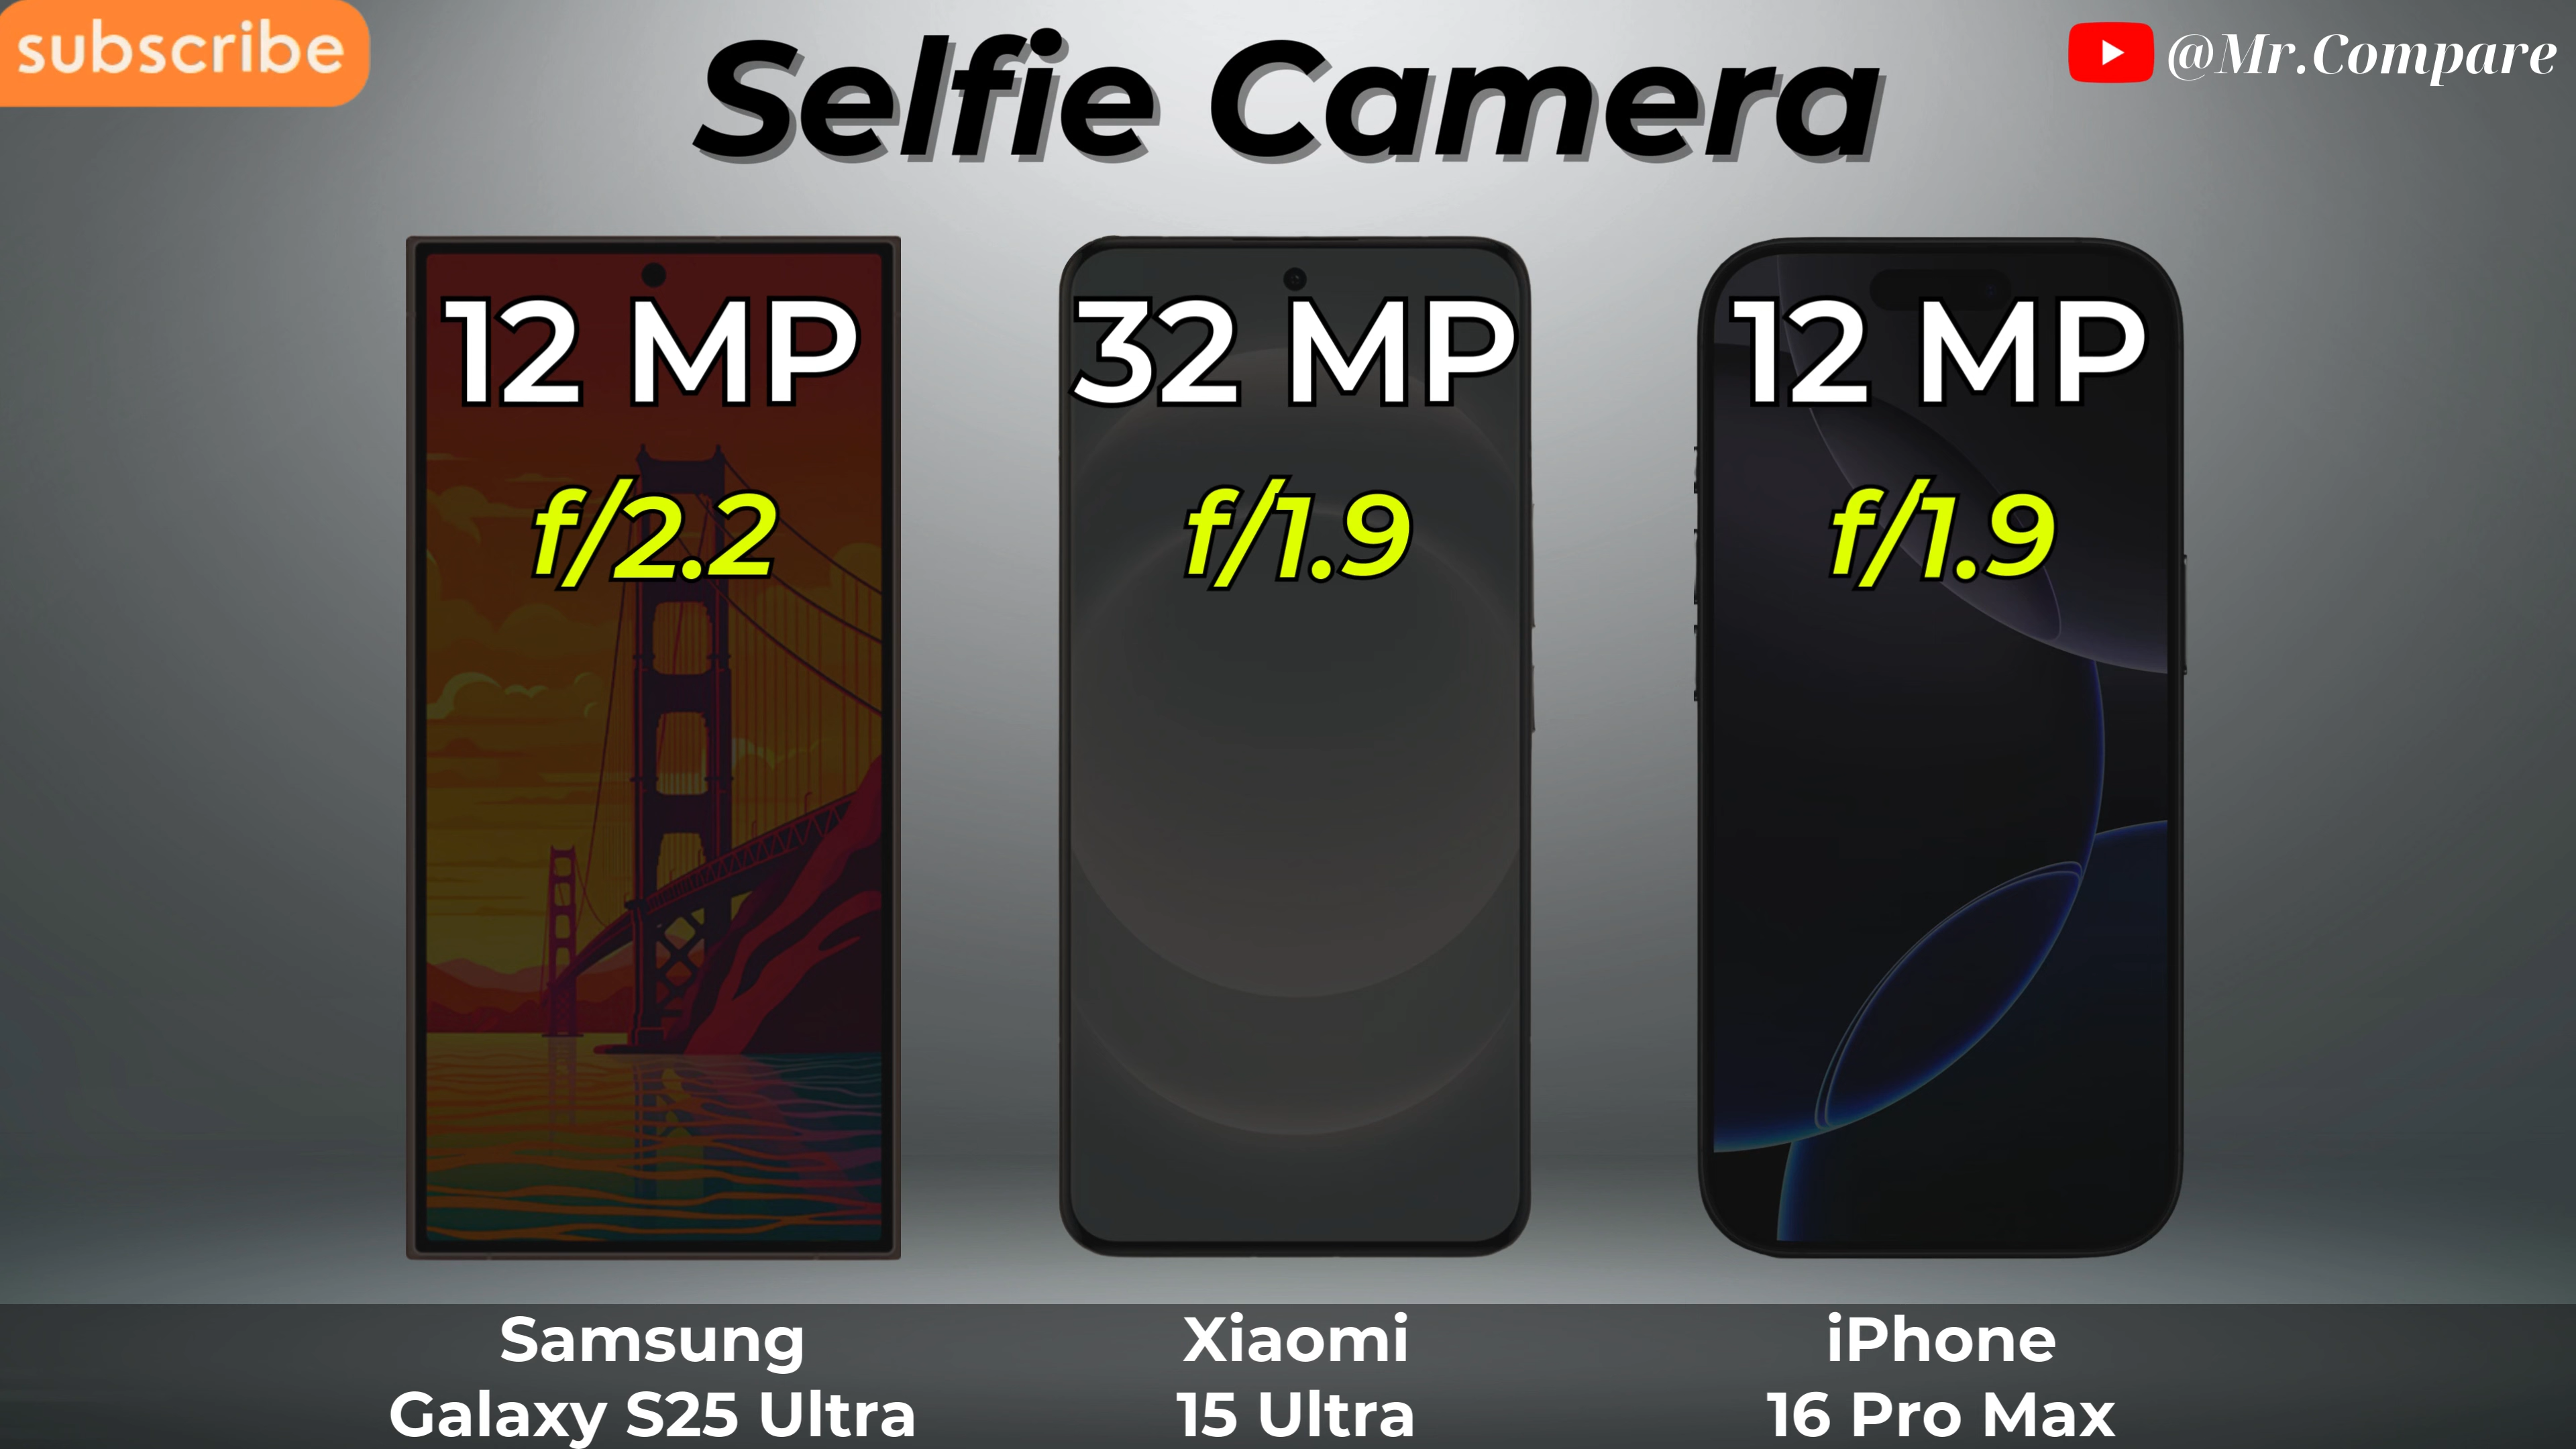 subscribe
Selfie Camera
@Mr.Compare
12 MP
f/2.2
32 MP
f/1.9
12 MP
f/1.9
Samsung
Galaxy S25 Ultra
Xiaomi
15 Ultra
iPhone
16 Pro Max